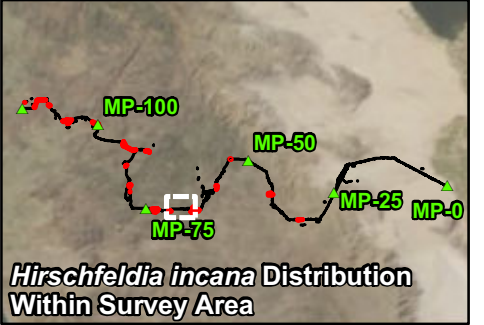 MP-100
MP-50
MP-25
MP-0
MP-75
Hirschfeldia incana Distribution
Within Survey Area